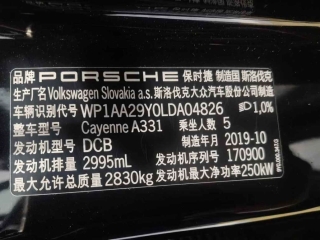 品牌 PORSCHE 保时捷 制造国 斯洛伐克
生产厂名 Volkswagen Slovakia a.s. 斯洛伐克大众汽车股份公司制造
车辆识别代号 WP1AA29Y0LDA04826 1,0%
整车型号 Cayenne A331 乘坐人数 5
发动机型号 DCB 制造年月 2019-10
发动机排量 2995mL 发动机序列号 170900
最大允许总质量 2830kg 发动机最大净功率 250kW